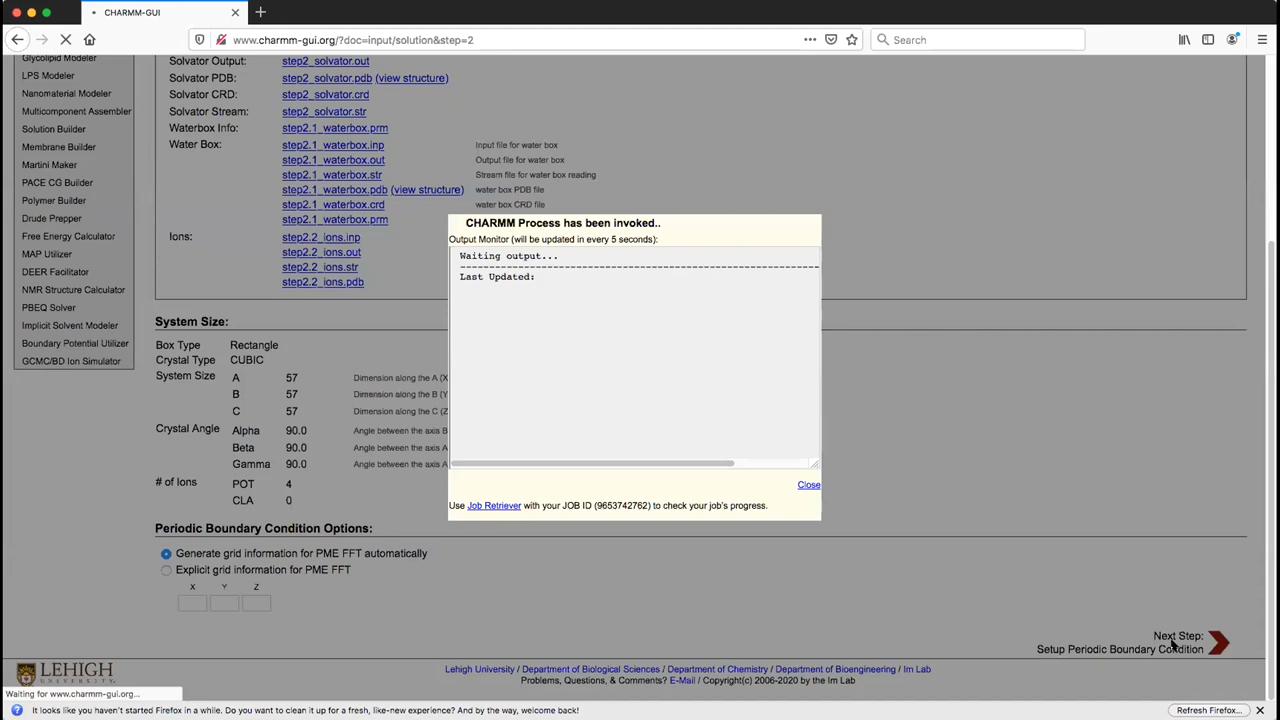 CHARMM-GUI
www.charmm-gui.org/?doc=input/solution&step=2
Search
Glycolipid Modeler
LPS Modeler
Nanomaterial Modeler
Multicomponent Assembler
Solution Builder
Membrane Builder
Martini Maker
PACE CG Builder
Polymer Builder
Drude Prepper
Free Energy Calculator
MAP Utilizer
DEER Facilitator
NMR Structure Calculator
PBEQ Solver
Implicit Solvent Modeler
Boundary Potential Utilizer
GCMC/BD Ion Simulator
Solvator Output: step2_solvator.out
Solvator PDB: step2_solvator.pdb (view structure)
Solvator CRD: step2_solvator.crd
Solvator Stream: step2_solvator.str
Waterbox Info: step2.1_waterbox.prm
Water Box: step2.1_waterbox.inp Input file for water box
step2.1_waterbox.out Output file for water box
step2.1_waterbox.str Stream file for water box reading
step2.1_waterbox.pdb (view structure) water box PDB file
step2.1_waterbox.crd water box CRD file
step2.1_waterbox.prm
Ions: step2.2_ions.inp
step2.2_ions.out
step2.2_ions.str
step2.2_ions.pdb
CHARMM Process has been invoked..
Output Monitor (will be updated in every 5 seconds):
Waiting output...
Last Updated:
Close
Use Job Retriever with your JOB ID (9653742762) to check your job's progress.
System Size:
Box Type Rectangle
Crystal Type CUBIC
System Size A 57 Dimension along the A (X
B 57 Dimension along the B (Y
C 57 Dimension along the C (Z
Crystal Angle Alpha 90.0 Angle between the axis B
Beta 90.0 Angle between the axis A
Gamma 90.0 Angle between the axis A
# of Ions POT 4
CLA 0
Periodic Boundary Condition Options:
Generate grid information for PME FFT automatically
Explicit grid information for PME FFT
X Y Z
Next Step:
Setup Periodic Boundary Condition
LEHIGH
Lehigh University / Department of Biological Sciences / Department of Chemistry / Department of Bioengineering / Im Lab
Problems, Questions, & Comments? E-Mail / Copyright(c) 2006-2020 by the Im Lab
Waiting for www.charmm-gui.org...
It looks like you haven't started Firefox in a while. Do you want to clean it up for a fresh, like-new experience? And by the way, welcome back!
Refresh Firefox...